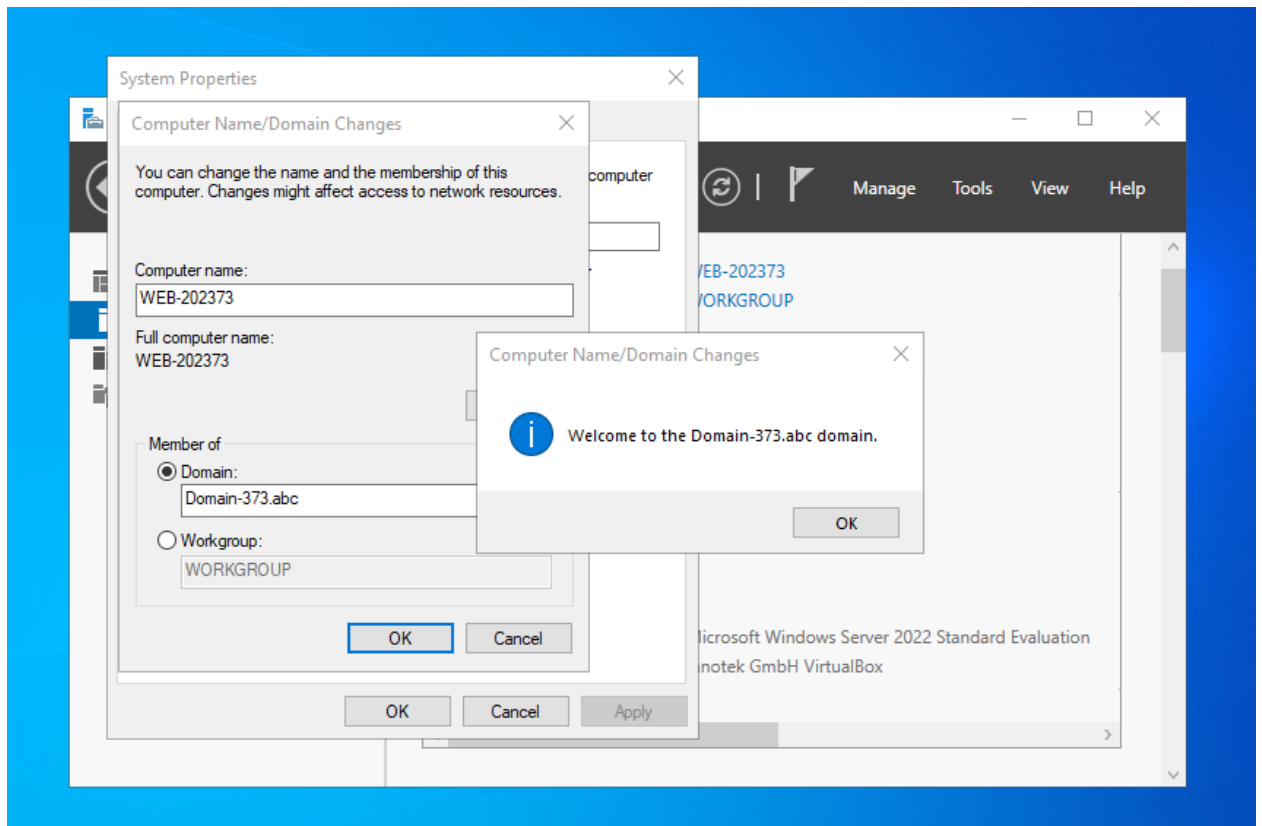 System Properties
Computer Name/Domain Changes
You can change the name and the membership of this
computer. Changes might affect access to network resources.
computer
Manage Tools View Help
Computer name:
WEB-202373
/EB-202373
/ORKGROUP
Full computer name:
WEB-202373
Computer Name/Domain Changes
Welcome to the Domain-373.abc domain.
OK
Member of
Domain:
Domain-373.abc
Workgroup:
WORKGROUP
OK Cancel
icrosoft Windows Server 2022 Standard Evaluation
notek GmbH VirtualBox
OK Cancel Apply